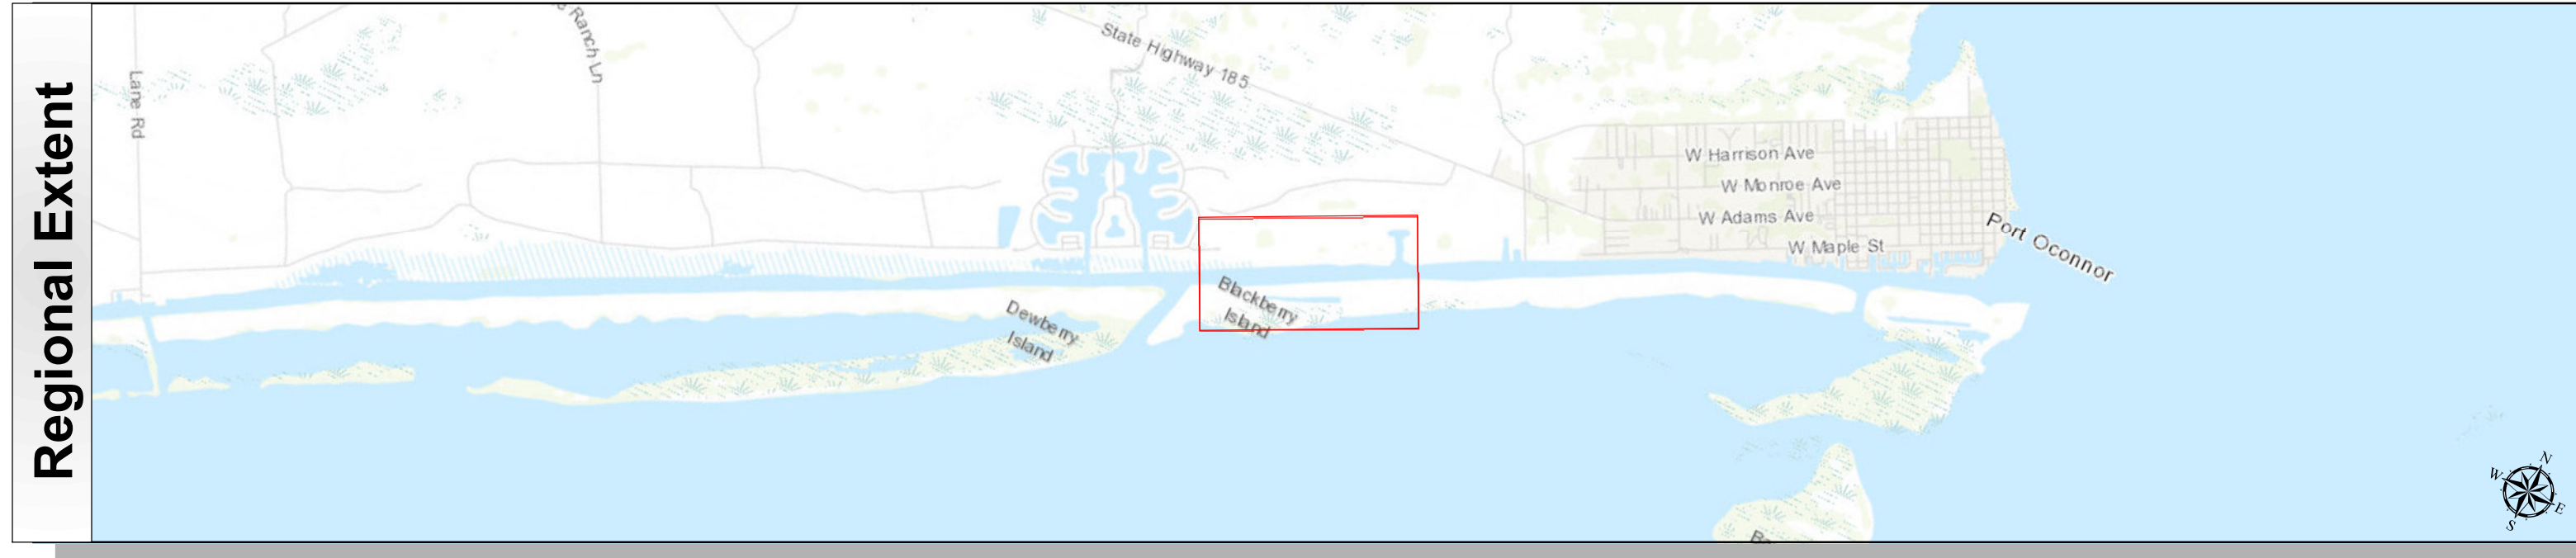 Regional Extent
Lane Rd
Ranch Ln
State Highway 185
W Harrison Ave
W Monroe Ave
W Adams Ave
W Maple St
Port Oconnor
Blackberry
Island
Dewberry
Island
N
W
E
S